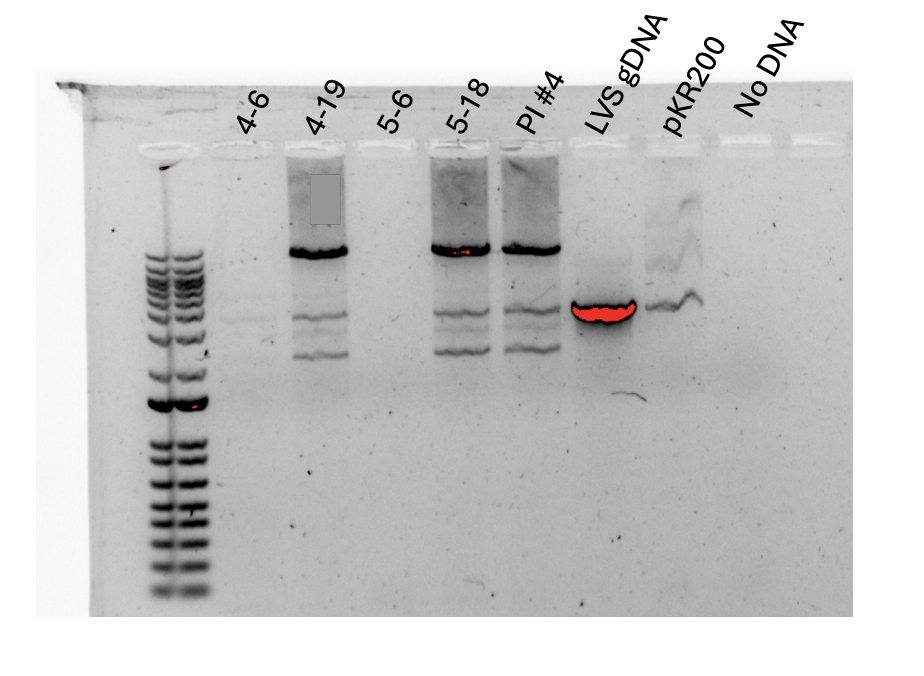 4-6
4-19
5-6
5-18
PI #4
LVS gDNA
pKR200
No DNA